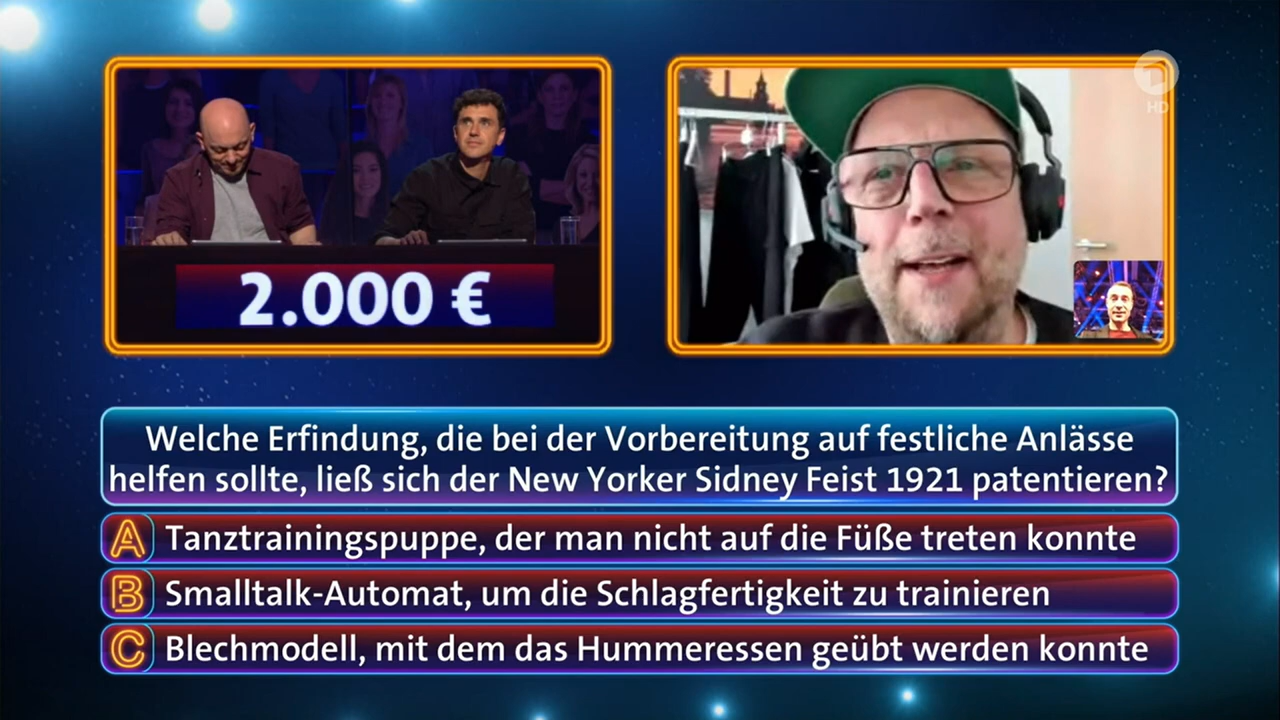 1
HD
2.000 €
Welche Erfindung, die bei der Vorbereitung auf festliche Anlässe
helfen sollte, ließ sich der New Yorker Sidney Feist 1921 patentieren?
A Tanztrainingspuppe, der man nicht auf die Füße treten konnte
B Smalltalk-Automat, um die Schlagfertigkeit zu trainieren
C Blechmodell, mit dem das Hummeressen geübt werden konnte